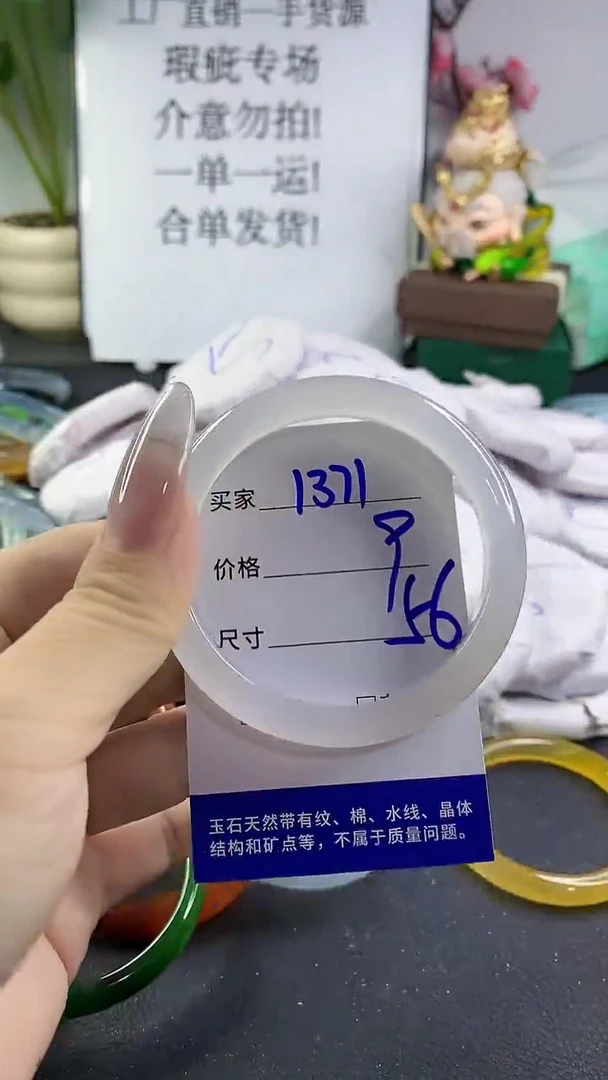 工厂直销一手货源
瑕疵专场
介意勿拍!
一单一运!
合单发货!
买家 1371
价格 9
尺寸 56
玉石天然带有纹、棉、水线、晶体
结构和矿点等，不属于质量问题。